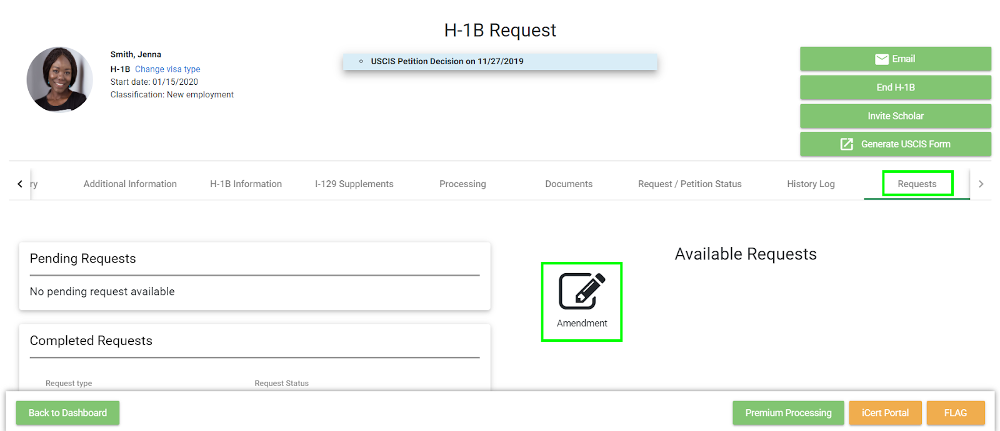 H-1B Request
Smith, Jenna
H-1B Change visa type
Start date: 01/15/2020
Classification: New employment
USCIS Petition Decision on 11/27/2019
Email
End H-1B
Invite Scholar
Generate USCIS Form
ry
Additional Information
H-1B Information
I-129 Supplements
Processing
Documents
Request / Petition Status
History Log
Requests
Pending Requests
No pending request available
Completed Requests
Request type
Request Status
Available Requests
Amendment
Back to Dashboard
Premium Processing
iCert Portal
FLAG